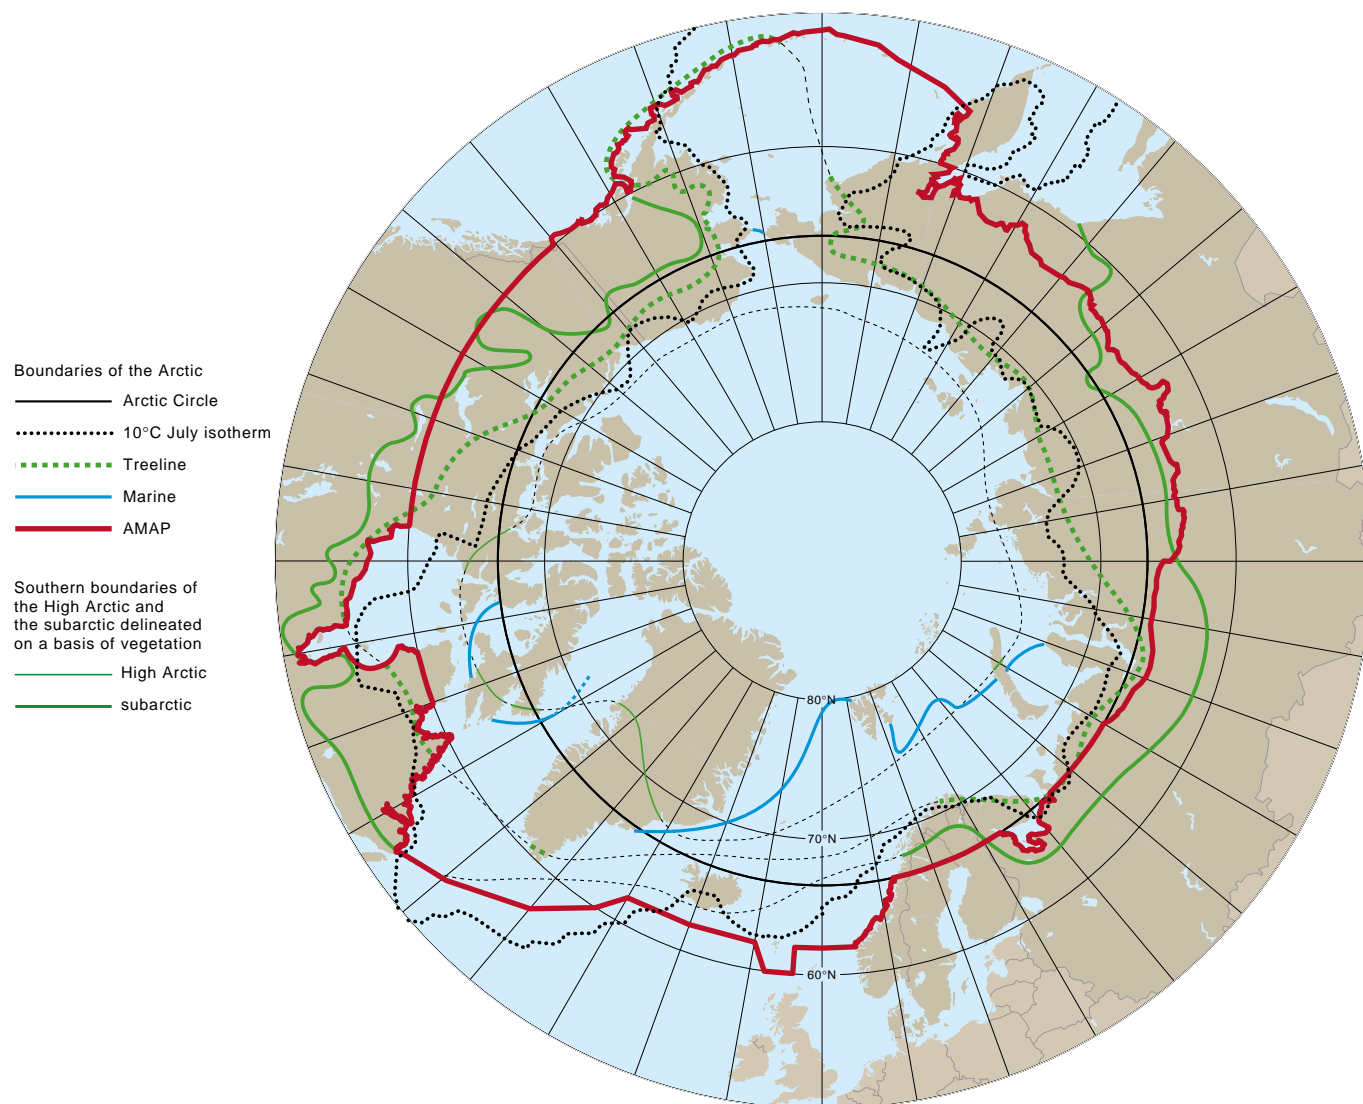 Boundaries of the Arctic
Arctic Circle
10°C July isotherm
Treeline
Marine
AMAP
Southern boundaries of
the High Arctic and
the subarctic delineated
on a basis of vegetation
High Arctic
subarctic
80°N
70°N
60°N